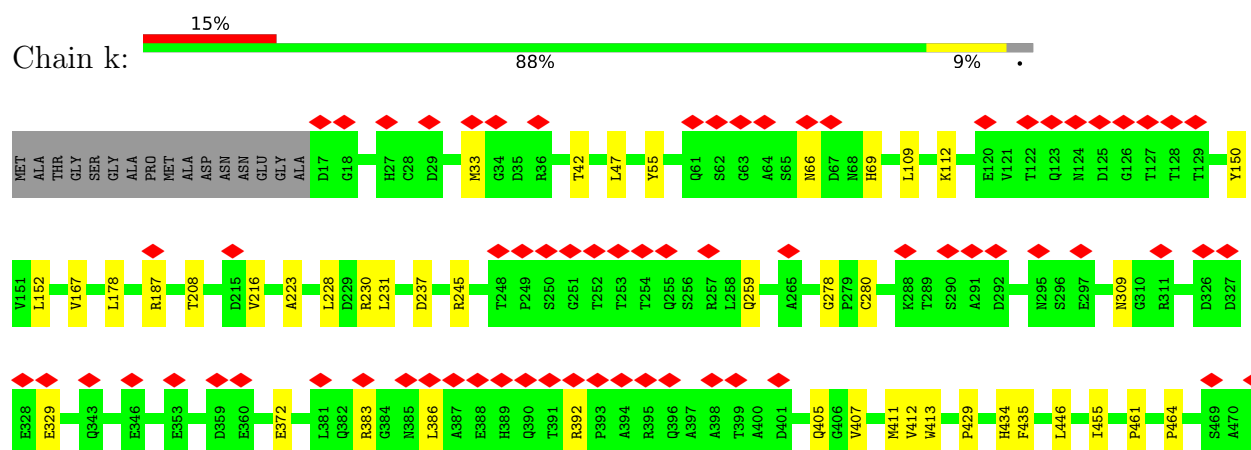 15%
Chain k:
88% 9% •
MET ALA THR GLY SER GLY ALA PRO MET ALA ASP ASN ASN GLU GLY ALA D17 G18 H27 C28 D29 M33 G34 D35 R36 T42 L47 Y55 Q61 S62 G63 A64 S65 N66 D67 N68 H69 L109 K112 E120 V121 T122 Q123 N124 D125 G126 T127 T128 T129 Y150
V151 L152 V167 L178 R187 T208 D215 V216 A223 L228 D229 R230 L231 D237 R245 T248 P249 S250 G251 T252 T253 T254 Q255 S256 R257 L258 Q259 A265 G278 P279 C280 K288 T289 S290 A291 D292 N295 S296 E297 N309 G310 R311 D326 D327
E328 E329 Q343 E346 E353 D359 E360 E372 L381 Q382 R383 G384 N385 L386 A387 E388 H389 Q390 T391 R392 P393 A394 R395 Q396 A397 A398 T399 A400 D401 Q405 G406 V407 M411 V412 W413 P429 H434 F435 L446 I455 P461 P464 S469 A470